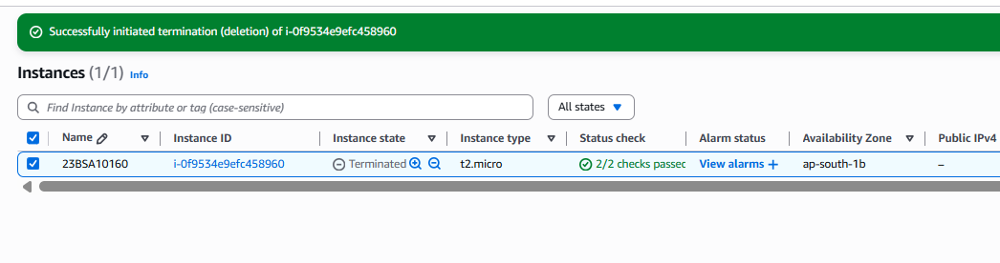 Successfully initiated termination (deletion) of i-0f9534e9efc458960
Instances (1/1) Info
Find Instance by attribute or tag (case-sensitive) All states
Name Instance ID Instance state Instance type Status check Alarm status Availability Zone Public IPv4
23BSA10160 i-0f9534e9efc458960 Terminated t2.micro 2/2 checks passed View alarms + ap-south-1b –